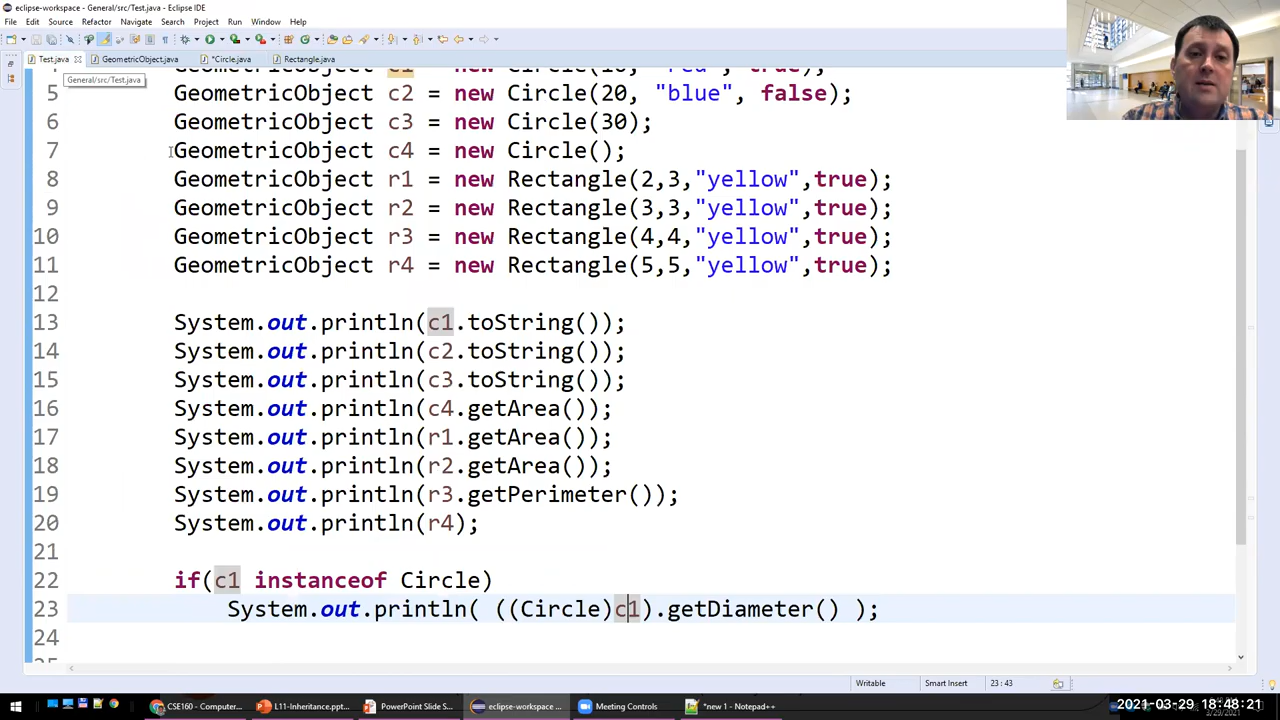 eclipse-workspace - General/src/Test.java - Eclipse IDE
File Edit Source Refactor Navigate Search Project Run Window Help
Test.java GeometricObject.java *Circle.java Rectangle.java
General/src/Test.java
5 GeometricObject c2 = new Circle(20, "blue", false);
6 GeometricObject c3 = new Circle(30);
7 GeometricObject c4 = new Circle();
8 GeometricObject r1 = new Rectangle(2,3,"yellow",true);
9 GeometricObject r2 = new Rectangle(3,3,"yellow",true);
10 GeometricObject r3 = new Rectangle(4,4,"yellow",true);
11 GeometricObject r4 = new Rectangle(5,5,"yellow",true);
12
13 System.out.println(c1.toString());
14 System.out.println(c2.toString());
15 System.out.println(c3.toString());
16 System.out.println(c4.getArea());
17 System.out.println(r1.getArea());
18 System.out.println(r2.getArea());
19 System.out.println(r3.getPerimeter());
20 System.out.println(r4);
21
22 if(c1 instanceof Circle)
23 System.out.println( ((Circle)c1).getDiameter() );
24
Writable Smart Insert 23 : 43
CSE160 - Computer... L11-Inheritance.ppt... PowerPoint Slide S... eclipse-workspace ... Meeting Controls *new 1 - Notepad++
2021-03-29 18:48:21